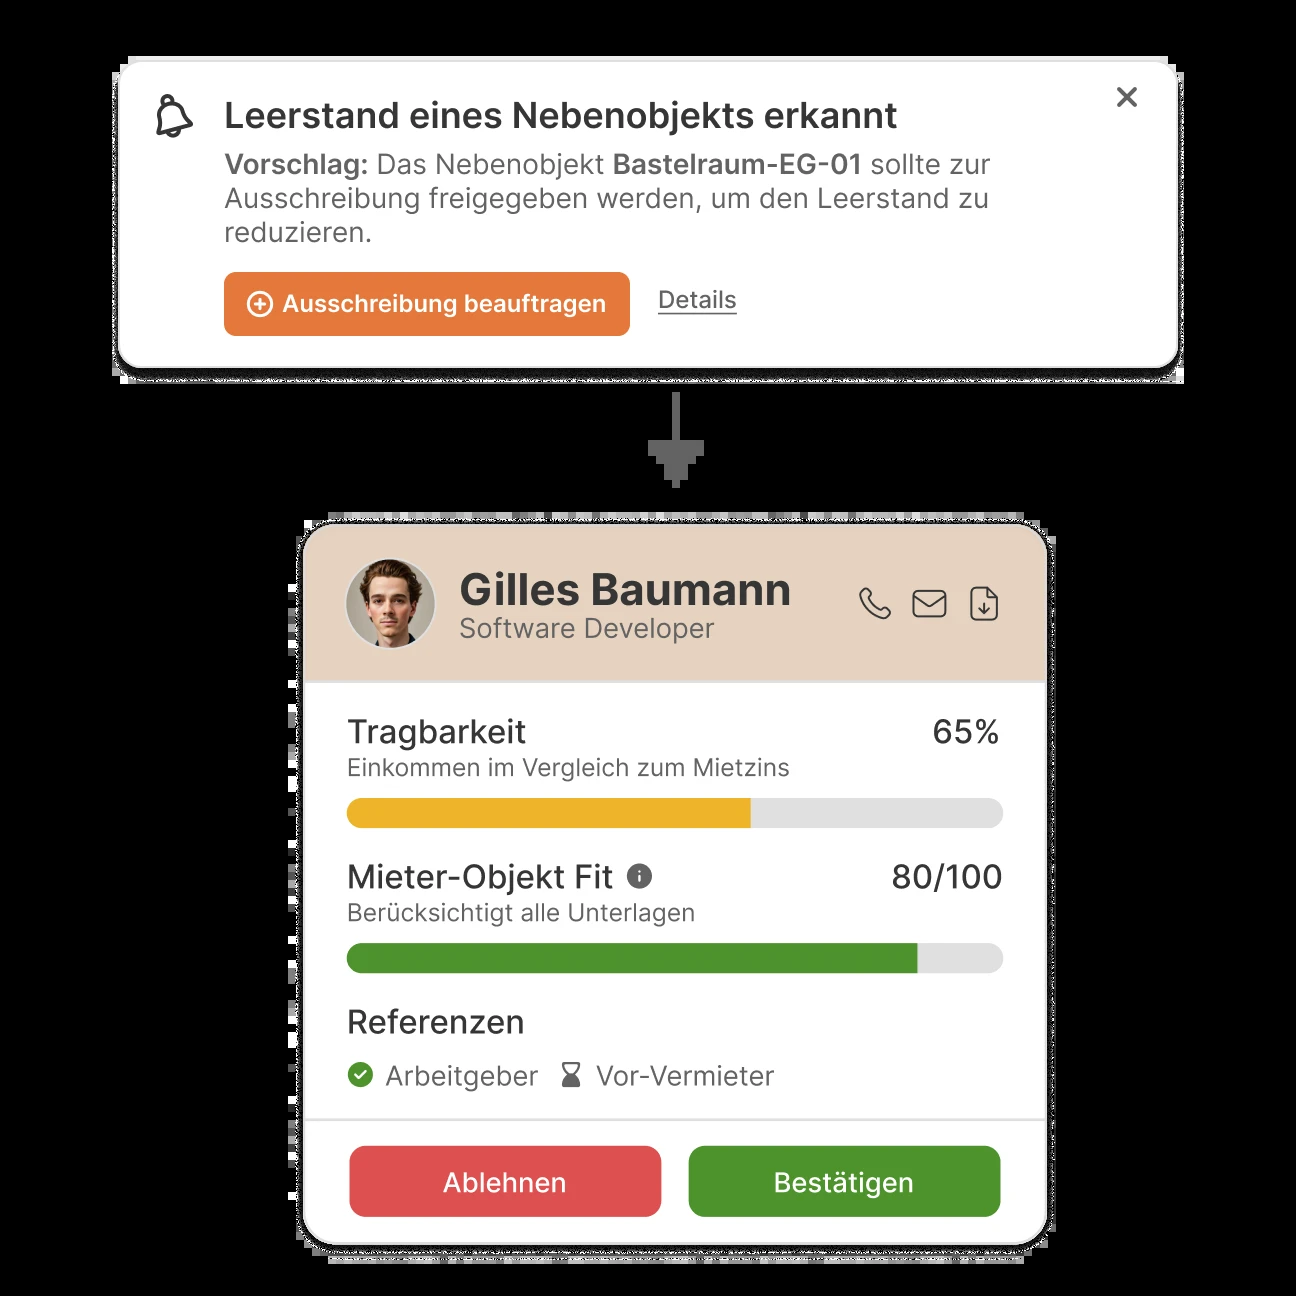 Leerstand eines Nebenobjekts erkannt
Vorschlag: Das Nebenobjekt Bastelraum-EG-01 sollte zur
Ausschreibung freigegeben werden, um den Leerstand zu
reduzieren.
Ausschreibung beauftragen Details
Gilles Baumann
Software Developer
Tragbarkeit 65%
Einkommen im Vergleich zum Mietzins
Mieter-Objekt Fit 80/100
Berücksichtigt alle Unterlagen
Referenzen
Arbeitgeber Vor-Vermieter
Ablehnen Bestätigen